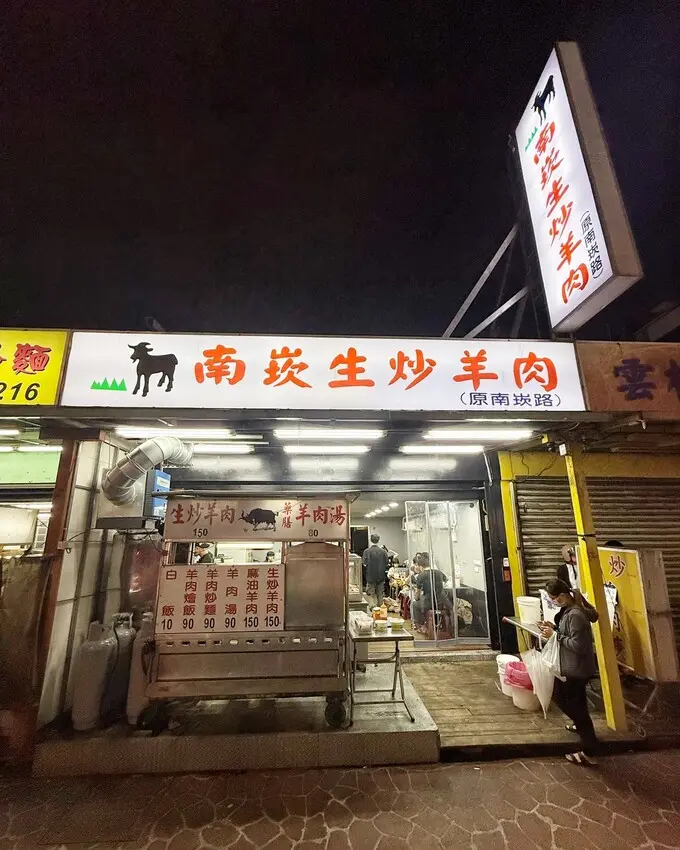 南崁生炒羊肉
(原南崁路)
麵
216
南崁生炒羊肉
(原南崁路)
雲
生炒羊肉
150
藥膳
羊肉湯
80
白飯 10
羊肉燴飯 90
羊肉炒麵 90
羊肉湯 90
麻油羊肉 150
生炒羊肉 150
炒